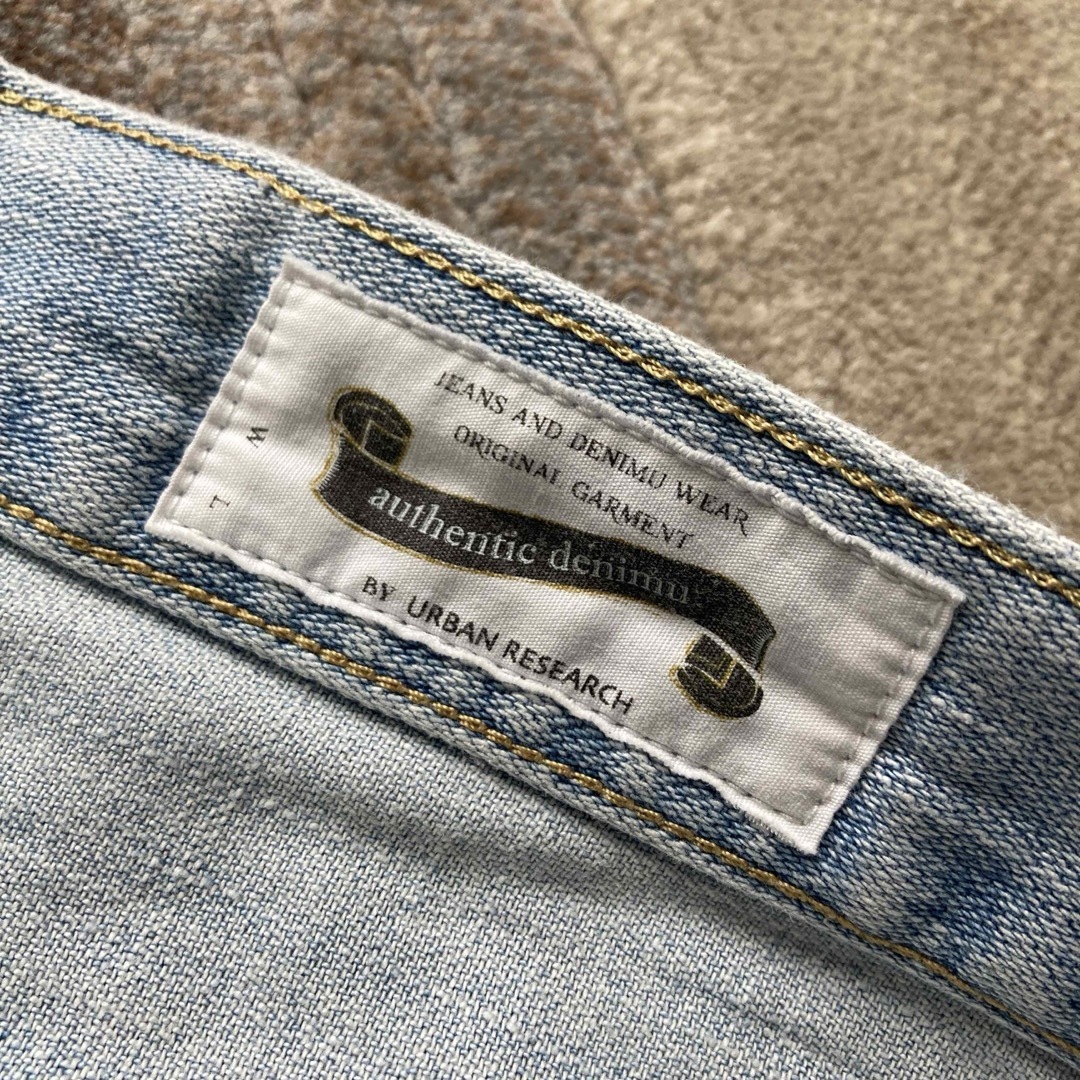 JEANS AND DENIMU WEAR
ORIGINAL GARMENT
authentic denimu
BY URBAN RESEARCH
W
L